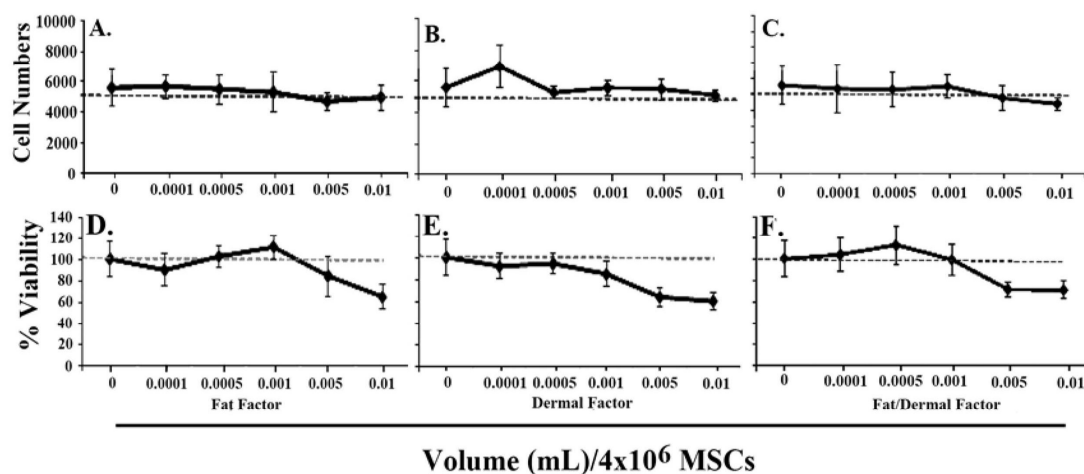 A.
B.
C.
Cell Numbers
10000
8000
6000
4000
2000
0
0 0.0001 0.0005 0.001 0.005 0.01
0 0.0001 0.0005 0.001 0.005 0.01
0 0.0001 0.0005 0.001 0.005 0.01
D.
E.
F.
% Viability
140
120
100
80
60
40
20
0
0 0.0001 0.0005 0.001 0.005 0.01
0 0.0001 0.0005 0.001 0.005 0.01
0 0.0001 0.0005 0.001 0.005 0.01
Fat Factor
Dermal Factor
Fat/Dermal Factor
Volume (mL)/4x10⁶ MSCs